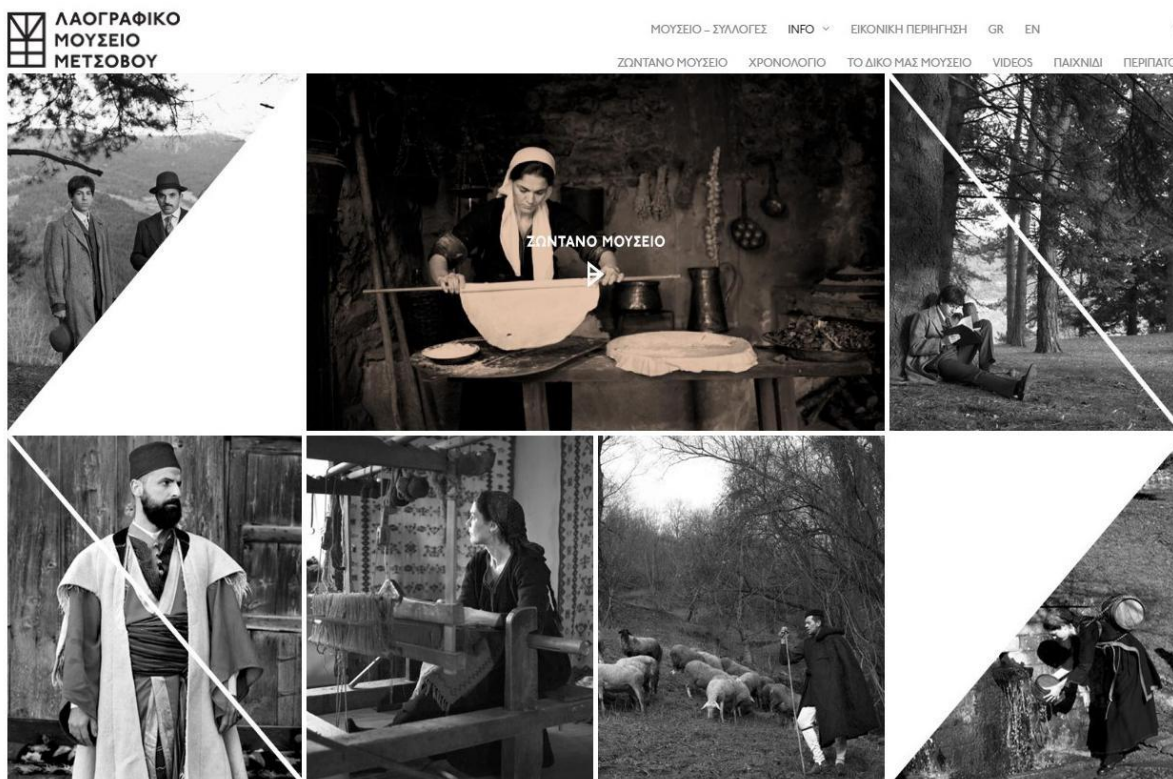 ΛΑΟΓΡΑΦΙΚΟ
ΜΟΥΣΕΙΟ
ΜΕΤΣΟΒΟΥ
ΜΟΥΣΕΙΟ – ΣΥΛΛΟΓΕΣ INFO ΕΙΚΟΝΙΚΗ ΠΕΡΙΗΓΗΣΗ GR EN
ΖΩΝΤΑΝΟ ΜΟΥΣΕΙΟ ΧΡΟΝΟΛΟΓΙΟ ΤΟ ΔΙΚΟ ΜΑΣ ΜΟΥΣΕΙΟ VIDEOS ΠΑΙΧΝΙΔΙ
ΖΩΝΤΑΝΟ ΜΟΥΣΕΙΟ